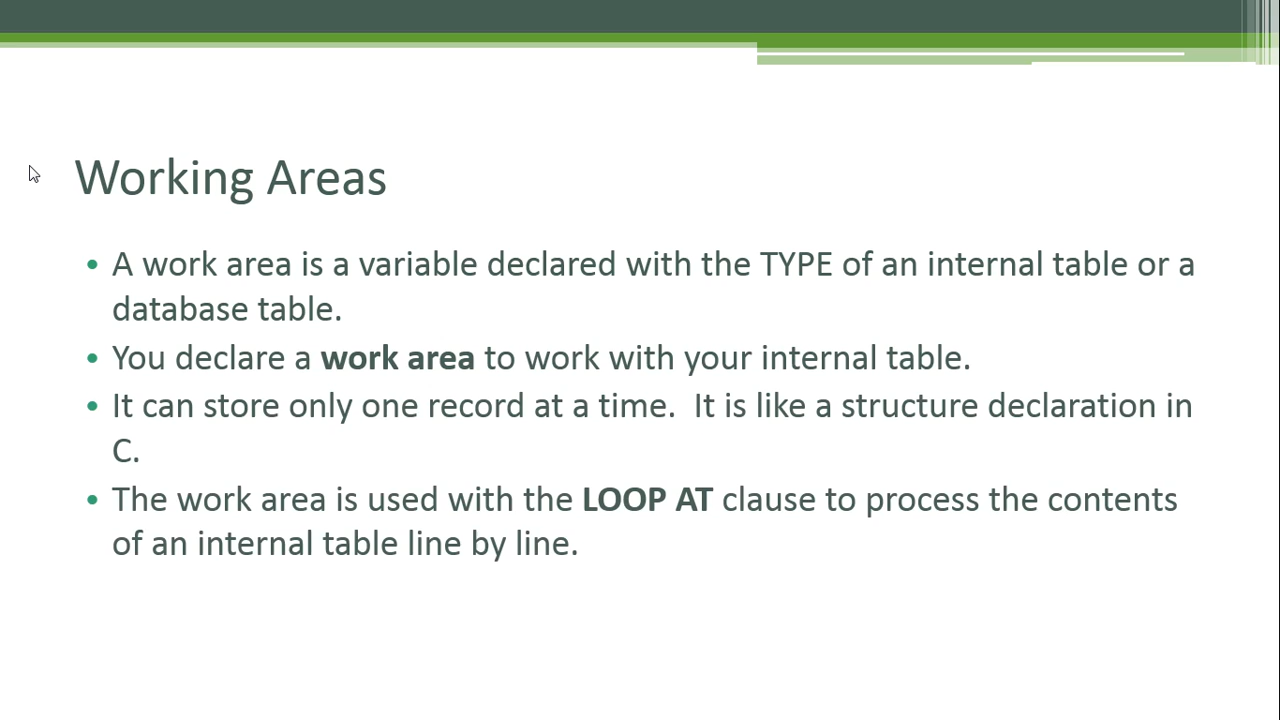 Working Areas
• A work area is a variable declared with the TYPE of an internal table or a
database table.
• You declare a work area to work with your internal table.
• It can store only one record at a time.  It is like a structure declaration in
C.
• The work area is used with the LOOP AT clause to process the contents
of an internal table line by line.